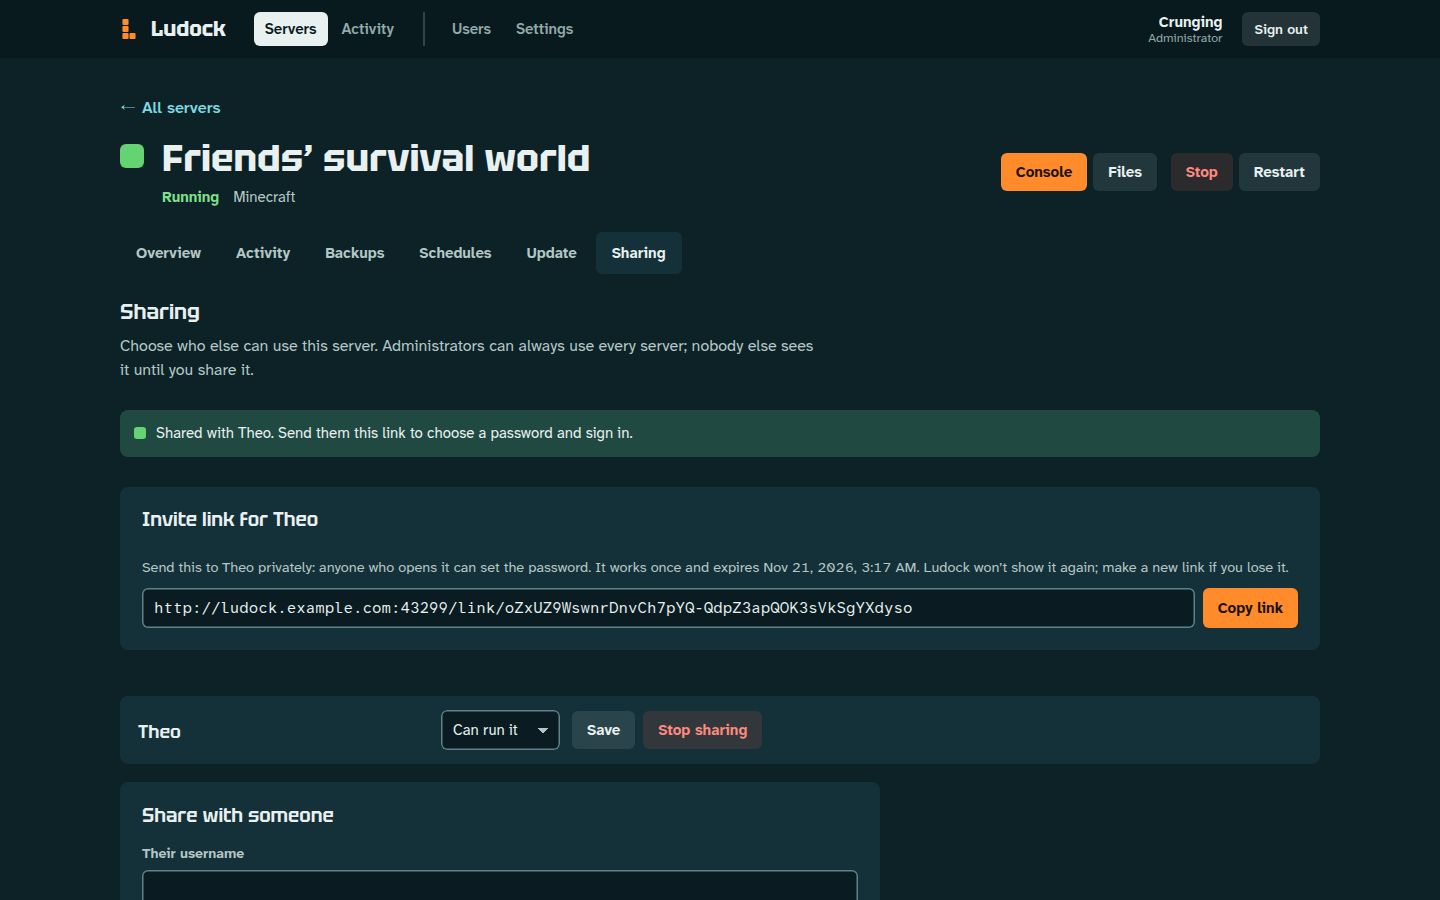 Ludock
Servers
Activity
Users
Settings
Crunging
Administrator
Sign out
← All servers
Friends’ survival world
Running
Minecraft
Console
Files
Stop
Restart
Overview
Activity
Backups
Schedules
Update
Sharing
Sharing
Choose who else can use this server. Administrators can always use every server; nobody else sees
it until you share it.
Shared with Theo. Send them this link to choose a password and sign in.
Invite link for Theo
Send this to Theo privately: anyone who opens it can set the password. It works once and expires Nov 21, 2026, 3:17 AM. Ludock won't show it again; make a new link if you lose it.
http://ludock.example.com:43299/link/oZxUZ9WswnrDnvCh7pYQ-QdpZ3apQOK3sVkSgYXdyso
Copy link
Theo
Can run it
Save
Stop sharing
Share with someone
Their username